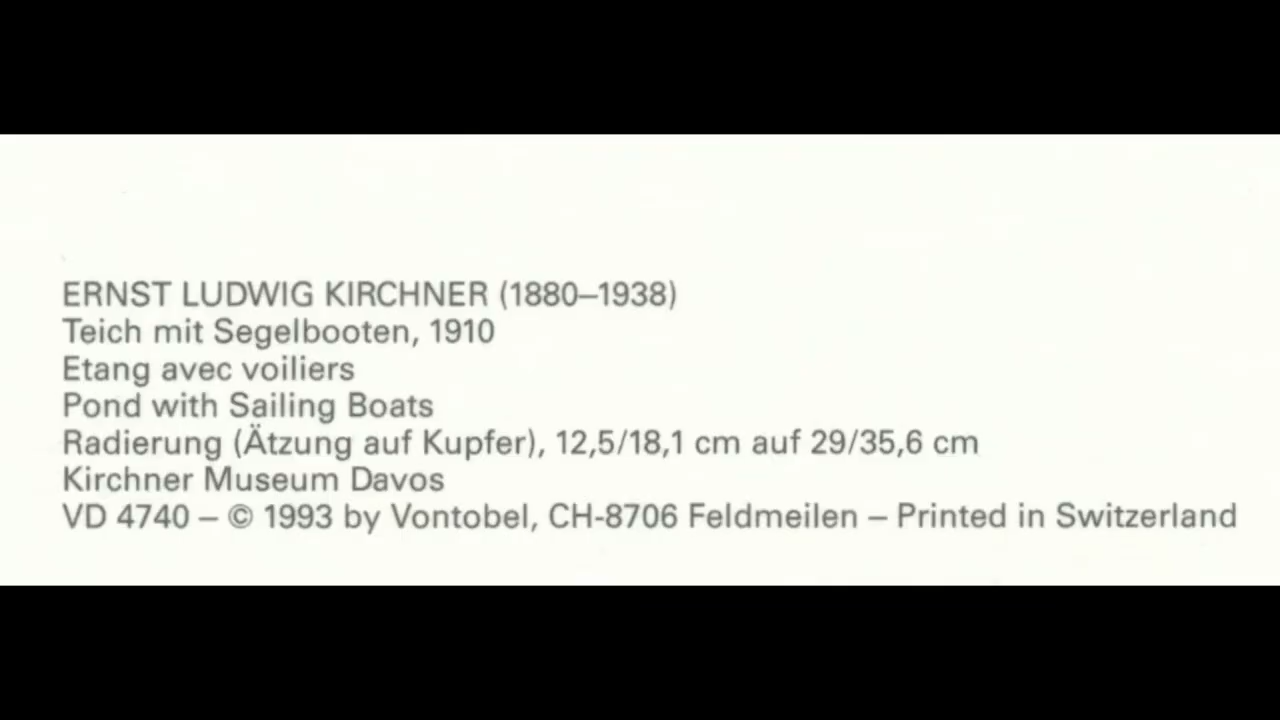 ERNST LUDWIG KIRCHNER (1880–1938)
Teich mit Segelbooten, 1910
Etang avec voiliers
Pond with Sailing Boats
Radierung (Ätzung auf Kupfer), 12,5/18,1 cm auf 29/35,6 cm
Kirchner Museum Davos
VD 4740 – © 1993 by Vontobel, CH-8706 Feldmeilen – Printed in Switzerland